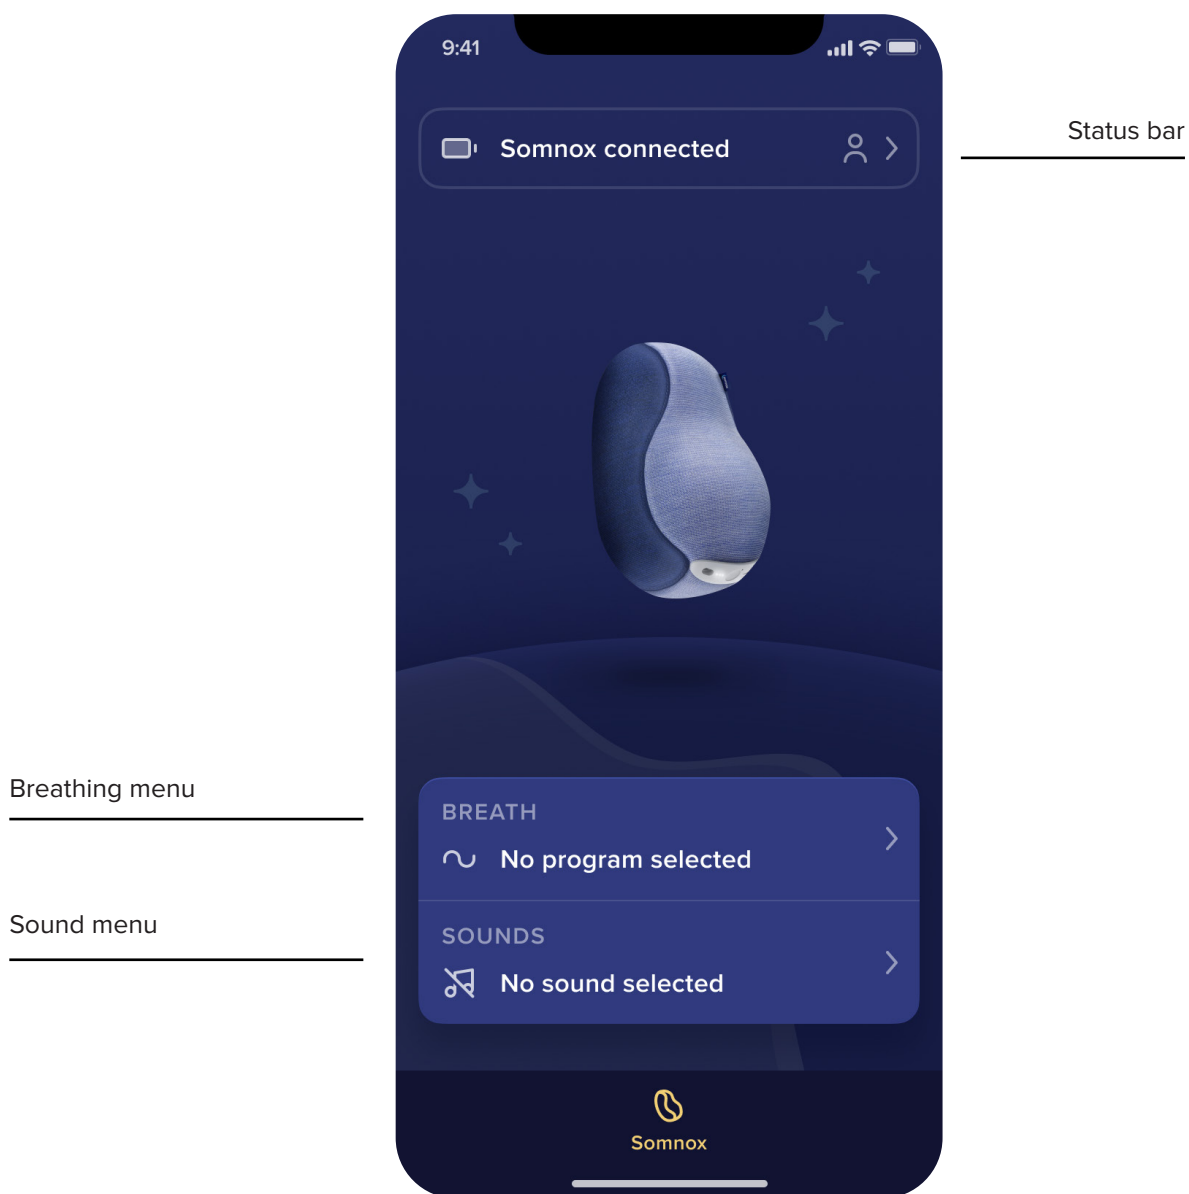 9:41
Somnox connected
Status bar
Breathing menu
BREATH
No program selected
Sound menu
SOUNDS
No sound selected
Somnox